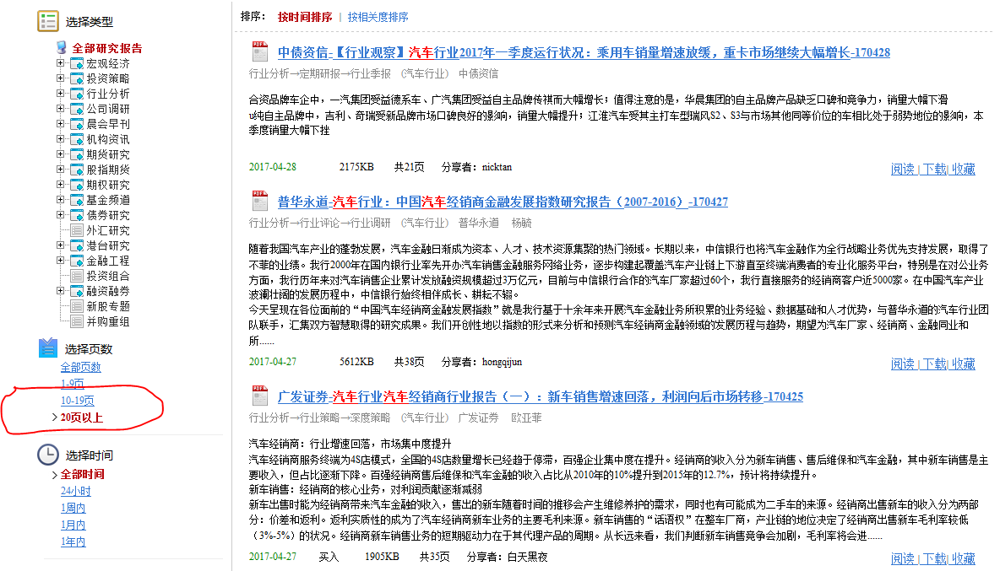 选择类型
全部研究报告
宏观经济
投资策略
行业分析
公司调研
晨会早刊
机构资讯
期货研究
股指期货
期权研究
基金频道
债券研究
外汇研究
港台研究
金融工程
投资组合
融资融券
新股专题
并购重组
选择页数
全部页数
1-9页
10-19页
20页以上
选择时间
全部时间
24小时
1周内
1月内
1年内
排序: 按时间排序 | 按相关度排序
中债资信-【行业观察】汽车行业2017年一季度运行状况：乘用车销量增速放缓，重卡市场继续大幅增长-170428
行业分析→定期研报→行业季报 （汽车行业） 中债资信
合资品牌车企中，一汽集团受益德系车、广汽集团受益自主品牌传祺而大幅增长；值得注意的是，华晨集团的自主品牌产品缺乏口碑和竞争力，销量大幅下滑
u纯自主品牌中，吉利、奇瑞受新品牌市场口碑良好的影响，销量大幅提升；江淮汽车受其主打车型瑞风S2、S3与市场其他同等价位的车相比处于弱势地位的影响，本
季度销量大幅下挫
2017-04-28 2175KB 共21页 分享者：nicktan
阅读 | 下载| 收藏
普华永道-汽车行业：中国汽车经销商金融发展指数研究报告（2007-2016）-170427
行业分析→行业评论→行业调研 （汽车行业） 普华永道 杨毓
随着我国汽车产业的蓬勃发展，汽车金融日渐成为资本、人才、技术资源集聚的热门领域。长期以来，中信银行也将汽车金融作为全行战略业务优先支持发展，取得了
不菲的业绩。我行2000年在国内银行业率先开办汽车销售金融服务网络业务，逐步构建起覆盖汽车产业链上下游直至终端消费者的专业化服务平台，特别是在对公业务
方面，我行历年来对汽车销售企业累计发放融资规模超过3万亿元，目前与中信银行合作的汽车厂家超过60个，我行直接服务的经销商客户近5000家。在中国汽车产业
波澜壮阔的发展历程中，中信银行始终相伴成长、耕耘不辍。
今天呈现在各位面前的“中国汽车经销商金融发展指数”就是我行基于十余年来开展汽车金融业务所积累的业务经验、数据基础和人才优势，与普华永道的汽车行业团
队联手，汇集双方智慧取得的研究成果。我们开创性地以指数的形式来分析和预测汽车经销商金融领域的发展历程与趋势，期望为汽车厂家、经销商、金融同业和
所......
2017-04-27 5612KB 共38页 分享者：hongqijun
阅读 | 下载| 收藏
广发证券-汽车行业汽车经销商行业报告（一）：新车销售增速回落，利润向后市场转移-170425
行业分析→行业策略→深度策略 （汽车行业） 广发证券 欧亚菲
汽车经销商：行业增速回落，市场集中度提升
汽车经销商服务终端为4S店模式，全国的4S店数量增长已经趋于停滞，百强企业集中度在提升。经销商的收入分为新车销售、售后维保和汽车金融，其中新车销售是主
要收入，但占比逐渐下降。百强经销商售后维保和汽车金融的收入占比从2010年的10%提升到2015年的12.7%，预计将持续提升。
新车销售：经销商的核心业务，对利润贡献逐渐减弱
新车出售时能为经销商带来汽车金融的收入，售出的新车随着时间的推移会产生维修养护的需求，同时也有可能成为二手车的来源。经销商出售新车的收入分为两部
分：价差和返利。返利实质性的成为了汽车经销商新车业务的主要毛利来源。新车销售的“话语权”在整车厂商，产业链的地位决定了经销商出售新车毛利率较低
（3%-5%）的状况。经销商新车销售业务的短期驱动力在于其代理产品的周期。从长远来看，我们判断新车销售竞争会加剧，毛利率将会进......
2017-04-27 买入 1905KB 共35页 分享者：白天黑夜
阅读 | 下载| 收藏